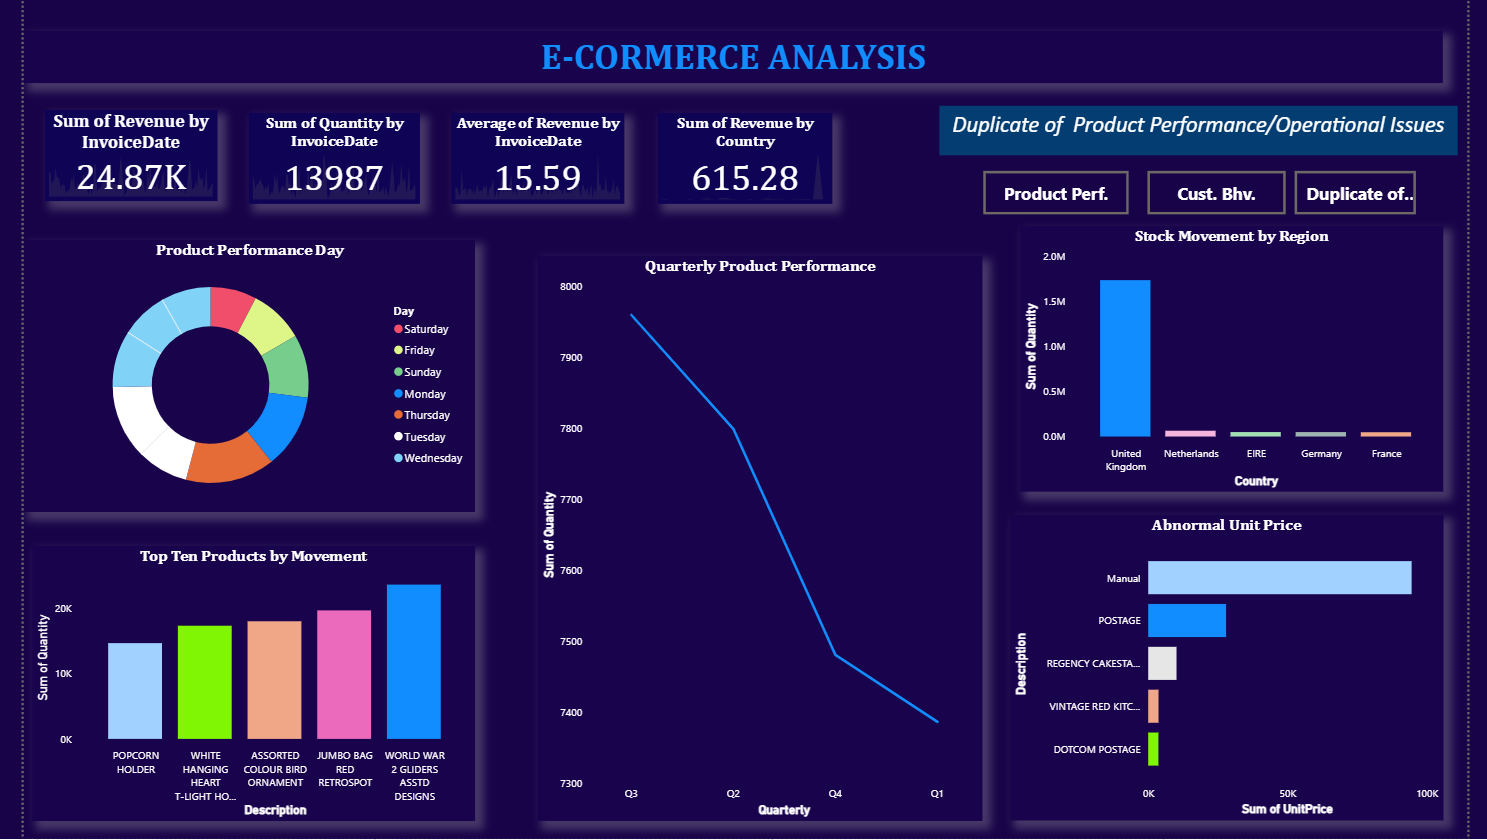 E-CORMERCE ANALYSIS
Sum of Revenue by
InvoiceDate
24.87K
Sum of Quantity by
InvoiceDate
13987
Average of Revenue by
InvoiceDate
15.59
Sum of Revenue by
Country
615.28
Duplicate of  Product Performance/Operational Issues
Product Perf.
Cust. Bhv.
Duplicate of..
Product Performance Day
Day
Saturday
Friday
Sunday
Monday
Thursday
Tuesday
Wednesday
Quarterly Product Performance
Sum of Quantity
8000
7900
7800
7700
7600
7500
7400
7300
Q3
Q2
Q4
Q1
Quarterly
Stock Movement by Region
Sum of Quantity
2.0M
1.5M
1.0M
0.5M
0.0M
United
Kingdom
Netherlands
EIRE
Germany
France
Country
Top Ten Products by Movement
Sum of Quantity
20K
10K
0K
POPCORN
HOLDER
WHITE
HANGING
HEART
T-LIGHT HO...
ASSORTED
COLOUR BIRD
ORNAMENT
JUMBO BAG
RED
RETROSPOT
WORLD WAR
2 GLIDERS
ASSTD
DESIGNS
Description
Abnormal Unit Price
Description
Manual
POSTAGE
REGENCY CAKESTA...
VINTAGE RED KITC...
DOTCOM POSTAGE
0K
50K
100K
Sum of UnitPrice